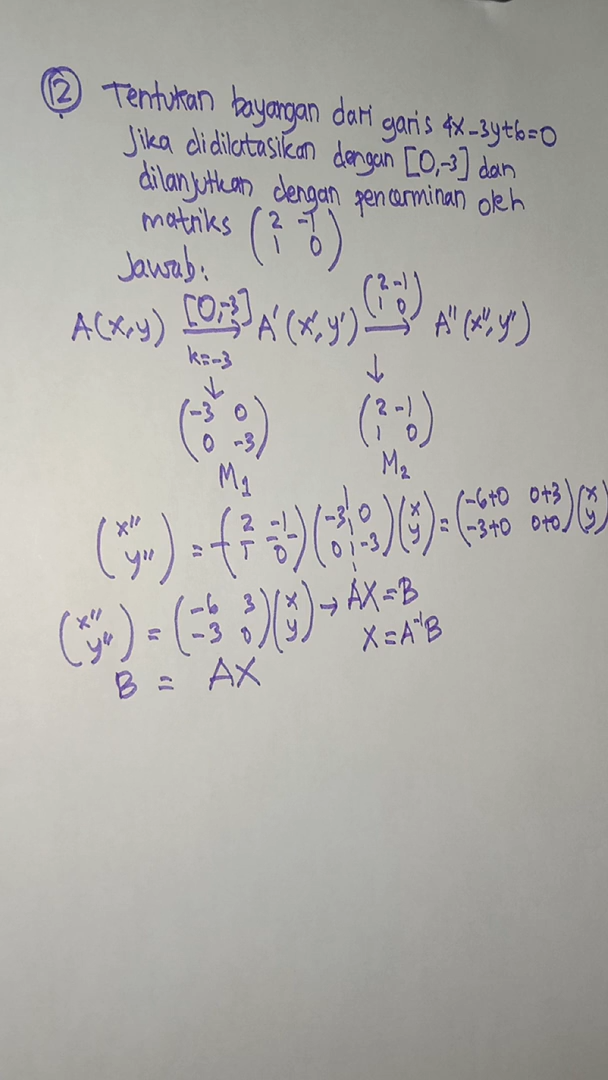 12 Tentukan bayangan dari garis 4x-3y+6=0
Jika didilatasikan dengan [0,-3] dan
dilanjutkan dengan pencerminan oleh
matriks (2 -1
1 0)
Jawab:
A(x,y) [0,-3] → k=-3 A'(x',y') (2 -1
1 0) → A''(x'',y'')
↓ ↓
(-3 0
0 -3) (2 -1
1 0)
M1 M2
(x''
y'') = (2 -1
1 0) (-3 0
0 -3) (x
y) = (-6+0 0+3
-3+0 0+0) (x
y)
(x''
y'') = (-6 3
-3 0) (x
y) → AX=B
X=A⁻¹B
B = AX